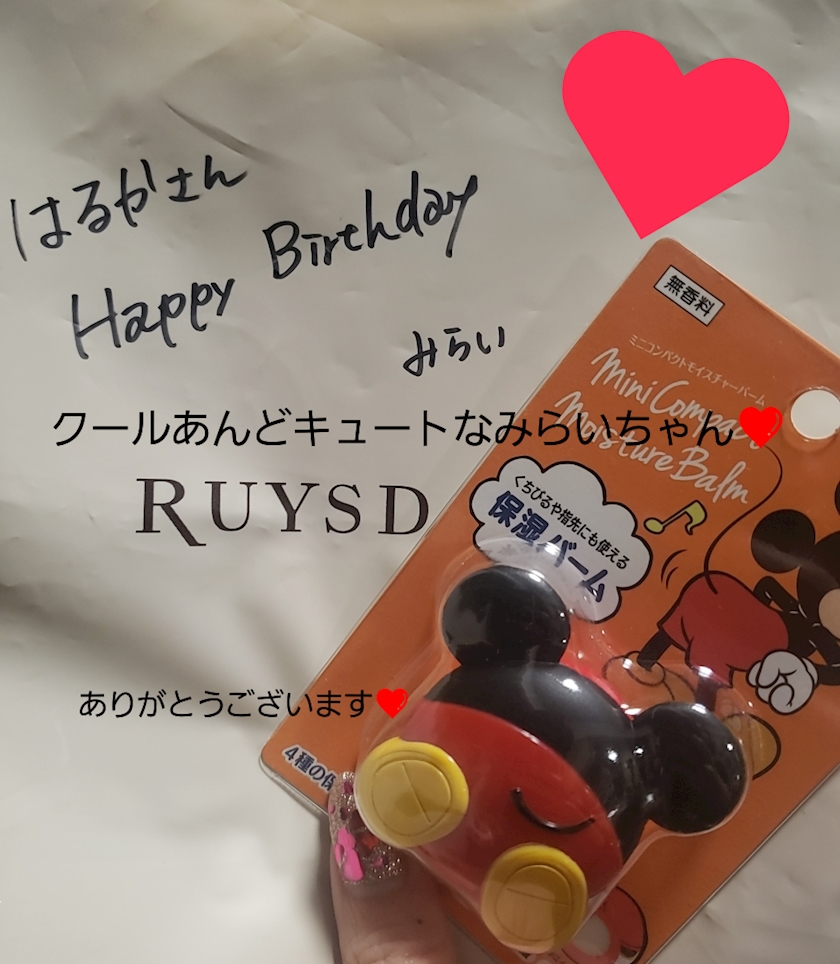 はるかさん
Happy Birthday
みらい
クールあんどキュートなみらいちゃん❤️
RUYSD
ありがとうございます❤️
無香料
ミニコンパクトモイスチャーバーム
Mini Compact
Moisture Balm
くちびるや指先にも使える
保湿バーム
4種の保